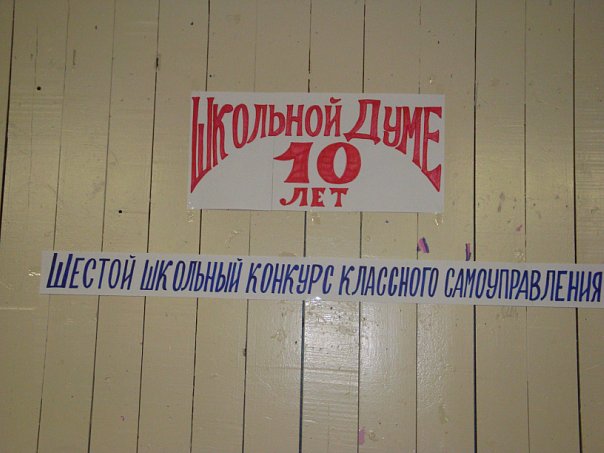 Школьной Думе
10
лет
Шестой школьный конкурс классного самоуправления